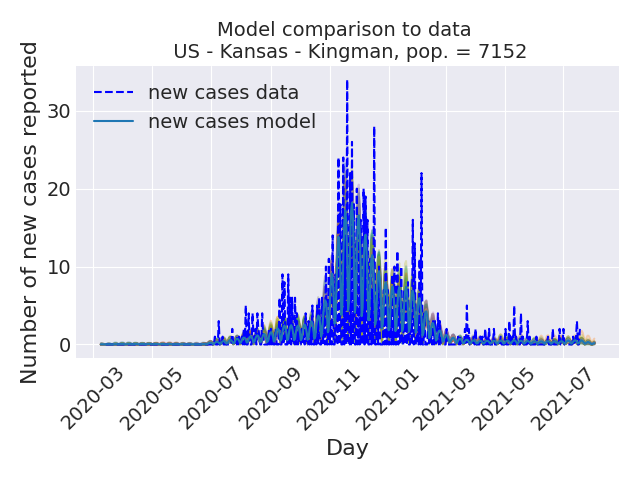 Model comparison to data
US - Kansas - Kingman, pop. = 7152
Number of new cases reported
30
20
10
0
new cases data
new cases model
2020-03
2020-05
2020-07
2020-09
2020-11
2021-01
2021-03
2021-05
2021-07
Day